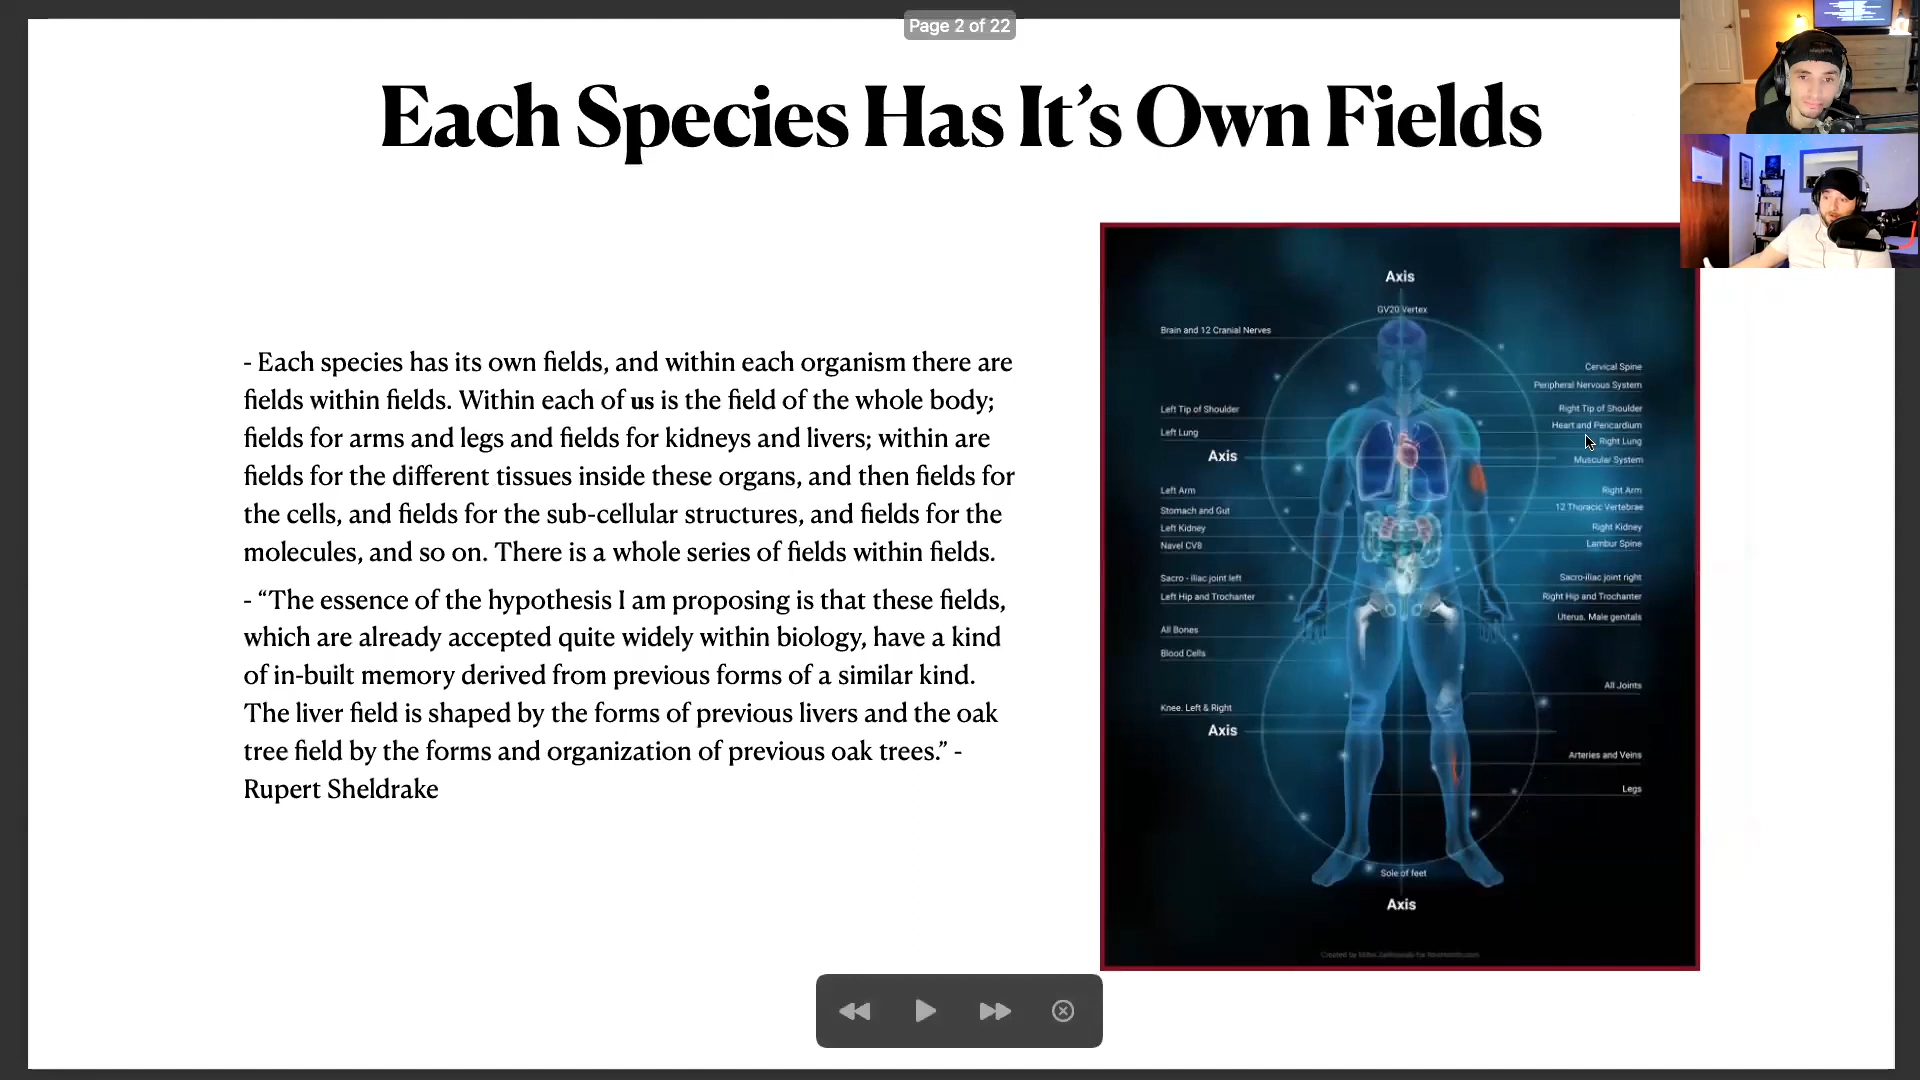 Page 2 of 22
Each Species Has It’s Own Fields
- Each species has its own fields, and within each organism there are
fields within fields. Within each of us is the field of the whole body;
fields for arms and legs and fields for kidneys and livers; within are
fields for the different tissues inside these organs, and then fields for
the cells, and fields for the sub-cellular structures, and fields for the
molecules, and so on. There is a whole series of fields within fields.
- “The essence of the hypothesis I am proposing is that these fields,
which are already accepted quite widely within biology, have a kind
of in-built memory derived from previous forms of a similar kind.
The liver field is shaped by the forms of previous livers and the oak
tree field by the forms and organization of previous oak trees.” -
Rupert Sheldrake
Axis
GV20 Vertex
Brain and 12 Cranial Nerves
Cervical Spine
Peripheral Nervous System
Left Tip of Shoulder
Right Tip of Shoulder
Heart and Pericardium
Left Lung
Right Lung
Axis
Muscular System
Left Arm
Right Arm
Stomach and Gut
12 Thoracic Vertebrae
Left Kidney
Right Kidney
Navel CV8
Lambur Spine
Sacro - iliac joint left
Sacro-iliac joint right
Left Hip and Trochanter
Right Hip and Trochanter
Uterus. Male genitals
All Bones
Blood Cells
All Joints
Knee. Left & Right
Axis
Arteries and Veins
Legs
Sole of feet
Axis
Created by